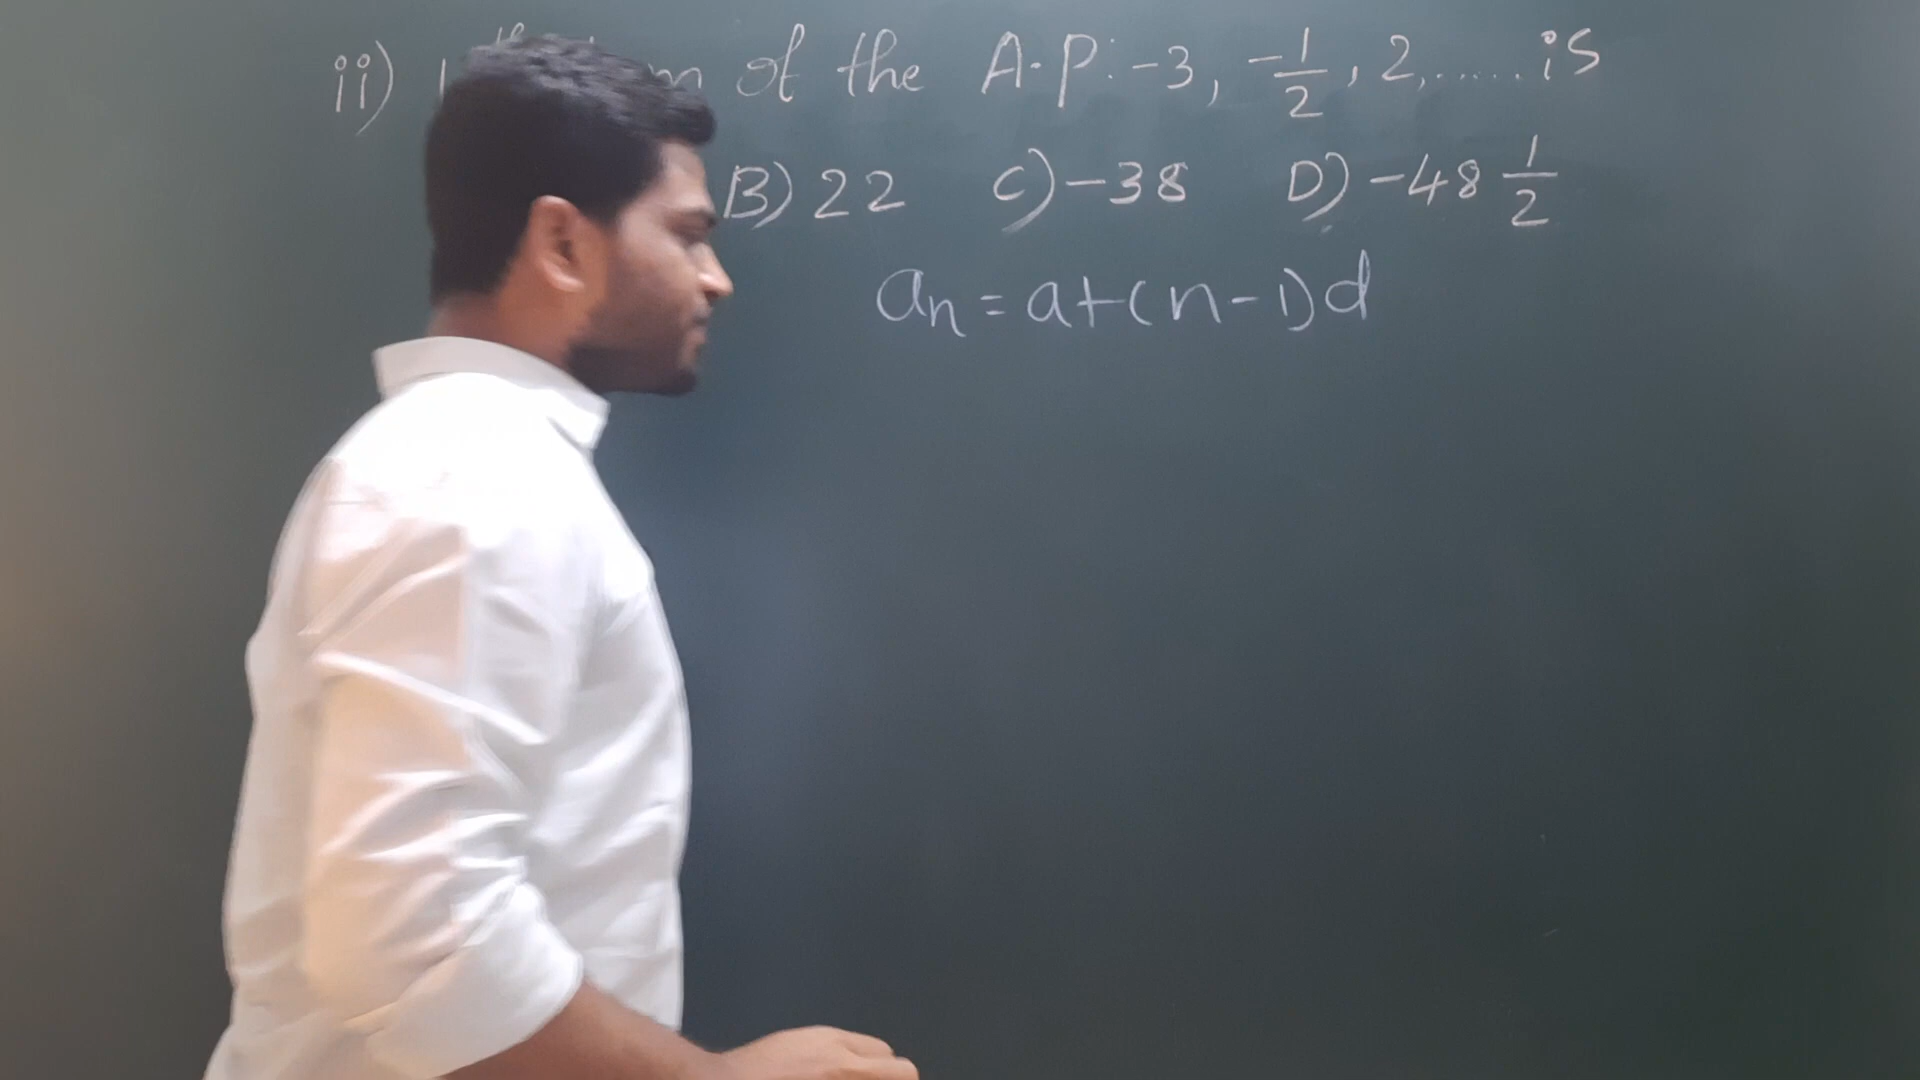 ii) of the A.P: -3, -1/2, 2, ..... is
B) 22 C) -38 D) -48 1/2
an = a+(n-1)d